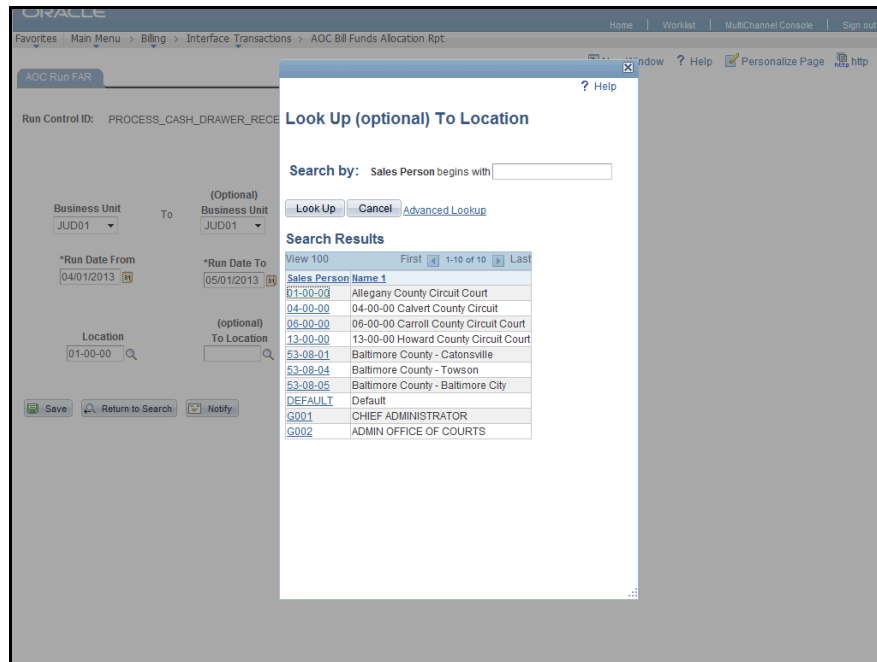 ORACLE
Home | Worklist | MultiChannel Console | Sign out
Favorites Main Menu > Billing > Interface Transactions > AOC Bill Funds Allocation Rpt
ndow ? Help Personalize Page http
AOC Run FAR
? Help
Run Control ID: PROCESS_CASH_DRAWER_RECE
Look Up (optional) To Location
Search by: Sales Person begins with
Business Unit To (Optional) Business Unit
JUD01 JUD01
Look Up Cancel Advanced Lookup
Search Results
*Run Date From *Run Date To
04/01/2013 05/01/2013
View 100 First 1-10 of 10 Last
Sales Person Name 1
01-00-00 Allegany County Circuit Court
04-00-00 04-00-00 Calvert County Circuit
06-00-00 06-00-00 Carroll County Circuit Court
13-00-00 13-00-00 Howard County Circuit Court
53-08-01 Baltimore County - Catonsville
53-08-04 Baltimore County - Towson
53-08-05 Baltimore County - Baltimore City
DEFAULT Default
G001 CHIEF ADMINISTRATOR
G002 ADMIN OFFICE OF COURTS
Location (optional) To Location
01-00-00
Save Return to Search Notify